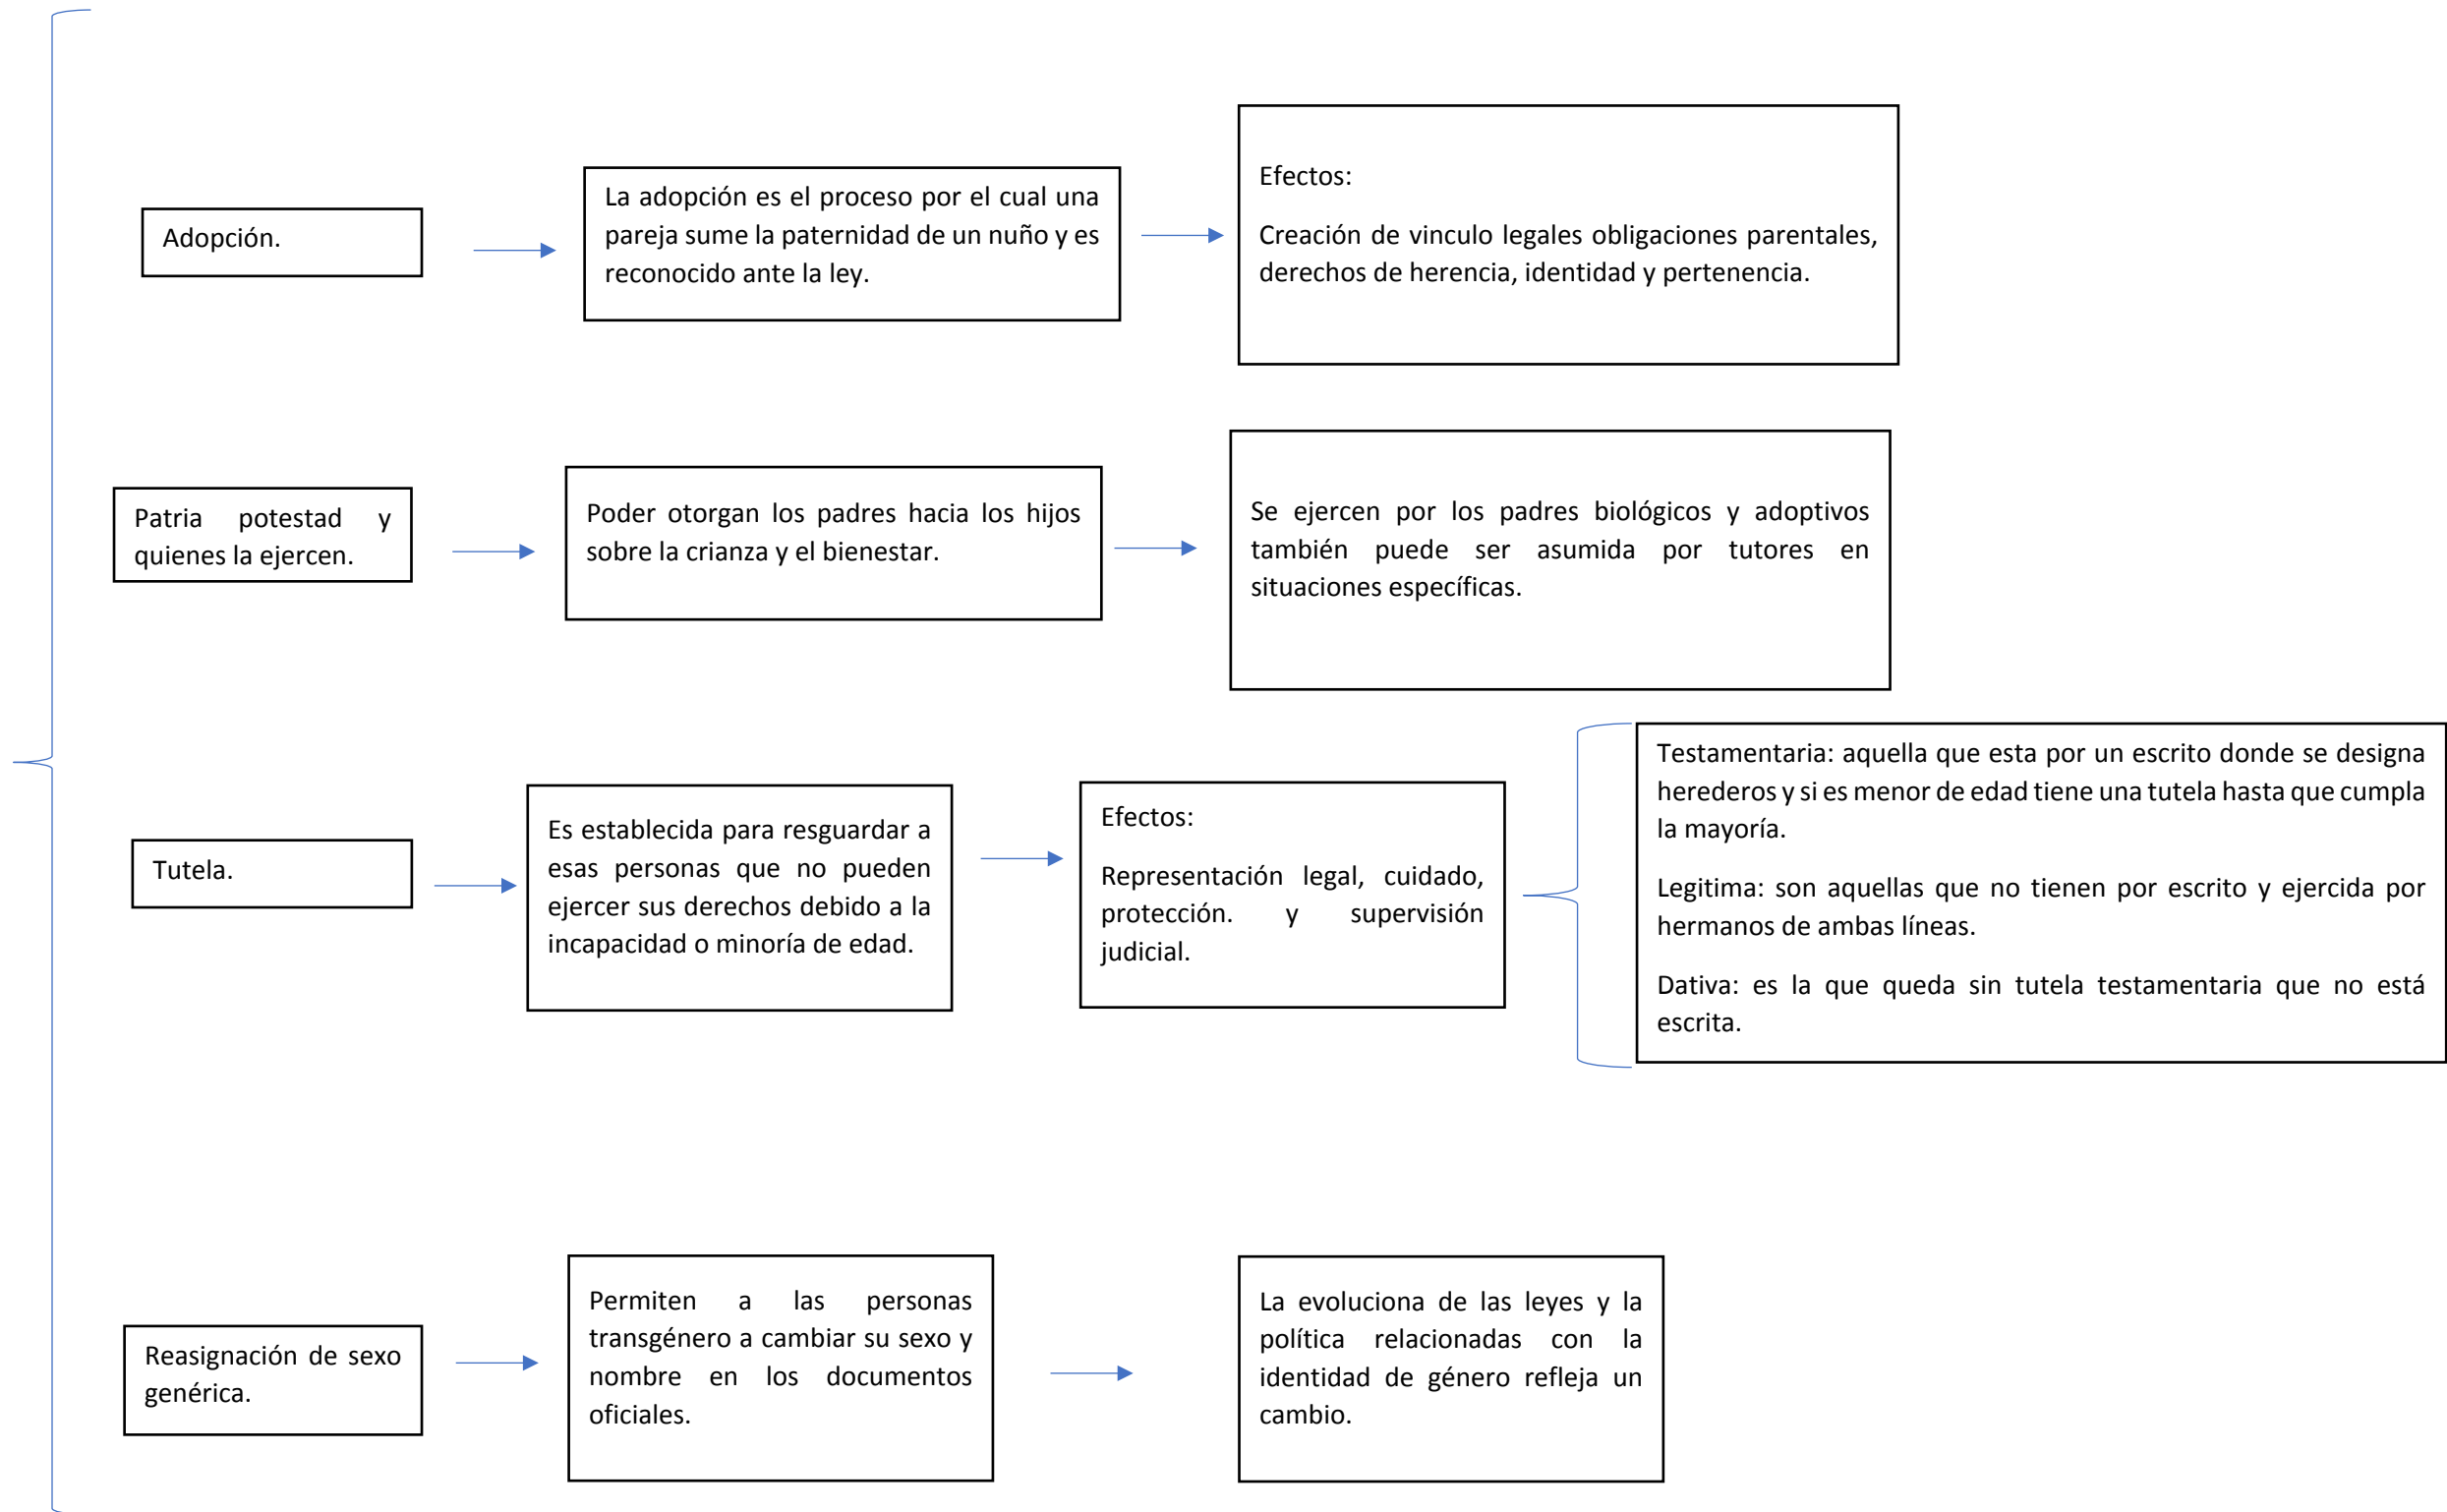 Adopción.
La adopción es el proceso por el cual una
pareja sume la paternidad de un nuño y es
reconocido ante la ley.
Efectos:
Creación de vinculo legales obligaciones parentales,
derechos de herencia, identidad y pertenencia.
Patria potestad y
quienes la ejercen.
Poder otorgan los padres hacia los hijos
sobre la crianza y el bienestar.
Se ejercen por los padres biológicos y adoptivos
también puede ser asumida por tutores en
situaciones específicas.
Tutela.
Es establecida para resguardar a
esas personas que no pueden
ejercer sus derechos debido a la
incapacidad o minoría de edad.
Efectos:
Representación legal, cuidado,
protección. y supervisión
judicial.
Testamentaria: aquella que esta por un escrito donde se designa
herederos y si es menor de edad tiene una tutela hasta que cumpla
la mayoría.
Legitima: son aquellas que no tienen por escrito y ejercida por
hermanos de ambas líneas.
Dativa: es la que queda sin tutela testamentaria que no está
escrita.
Reasignación de sexo
genérica.
Permiten a las personas
transgénero a cambiar su sexo y
nombre en los documentos
oficiales.
La evoluciona de las leyes y la
política relacionadas con la
identidad de género refleja un
cambio.